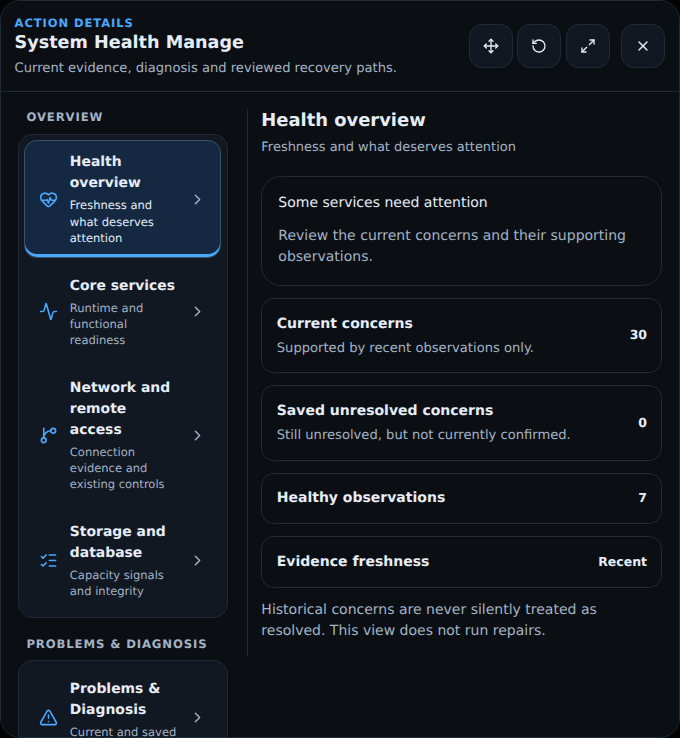 ACTION DETAILS
System Health Manage
Current evidence, diagnosis and reviewed recovery paths.
OVERVIEW
Health
overview
Freshness and
what deserves
attention
Core services
Runtime and
functional
readiness
Network and
remote
access
Connection
evidence and
existing controls
Storage and
database
Capacity signals
and integrity
PROBLEMS & DIAGNOSIS
Problems &
Diagnosis
Current and saved
Health overview
Freshness and what deserves attention
Some services need attention
Review the current concerns and their supporting
observations.
Current concerns
Supported by recent observations only.
30
Saved unresolved concerns
Still unresolved, but not currently confirmed.
0
Healthy observations
7
Evidence freshness
Recent
Historical concerns are never silently treated as
resolved. This view does not run repairs.